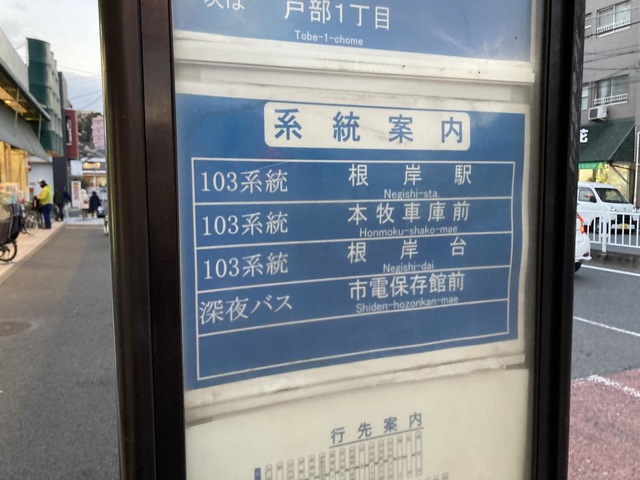 次は 戸部1丁目
Tobe-1-chome
系統案内
103系統 根岸駅
Negishi-sta.
103系統 本牧車庫前
Honmoku-shako-mae
103系統 根岸台
Negishi-dai
深夜バス 市電保存館前
Shiden-hozonkan-mae
行先案内